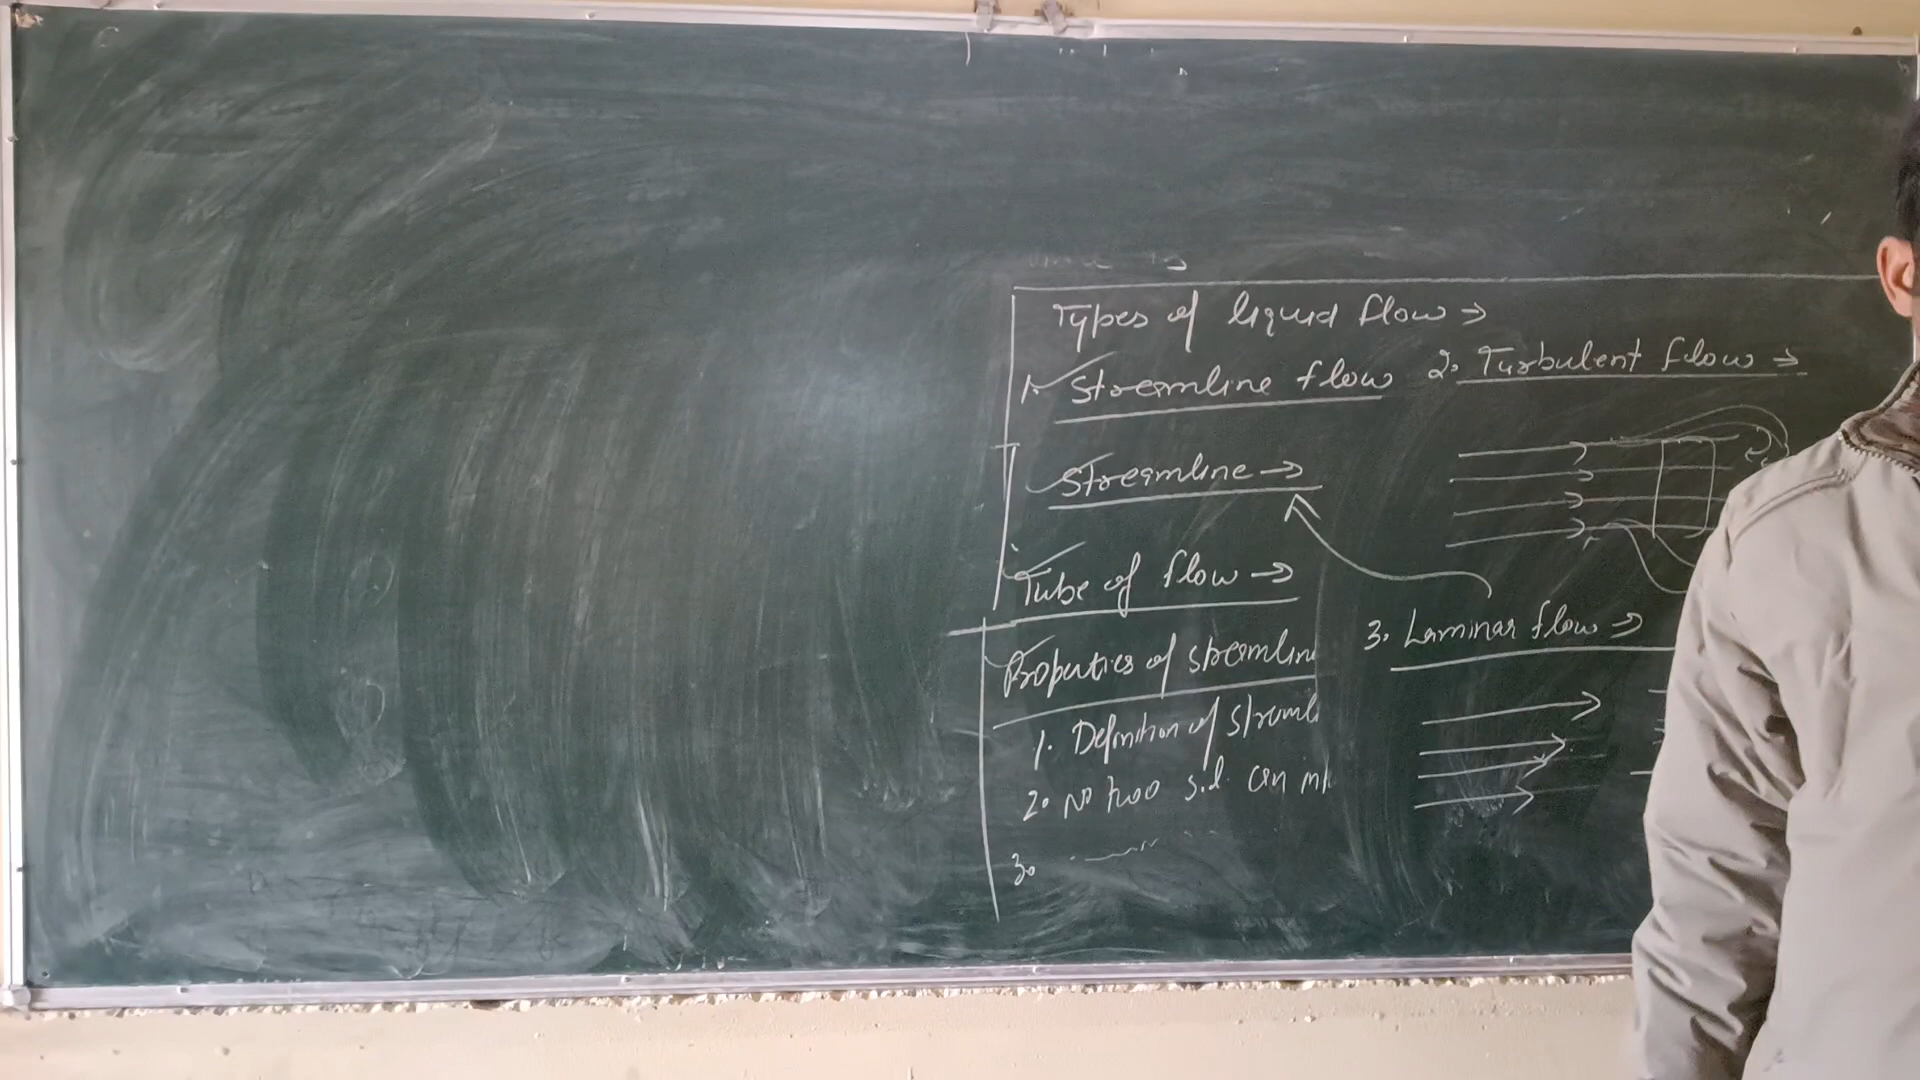 Types of liquid flow →
1. Streamline flow
2. Turbulent flow →
Streamline →
Tube of flow →
Properties of streamline
1. Definition of streaml
2. No two s.l. can
3.
3. Laminar flow →